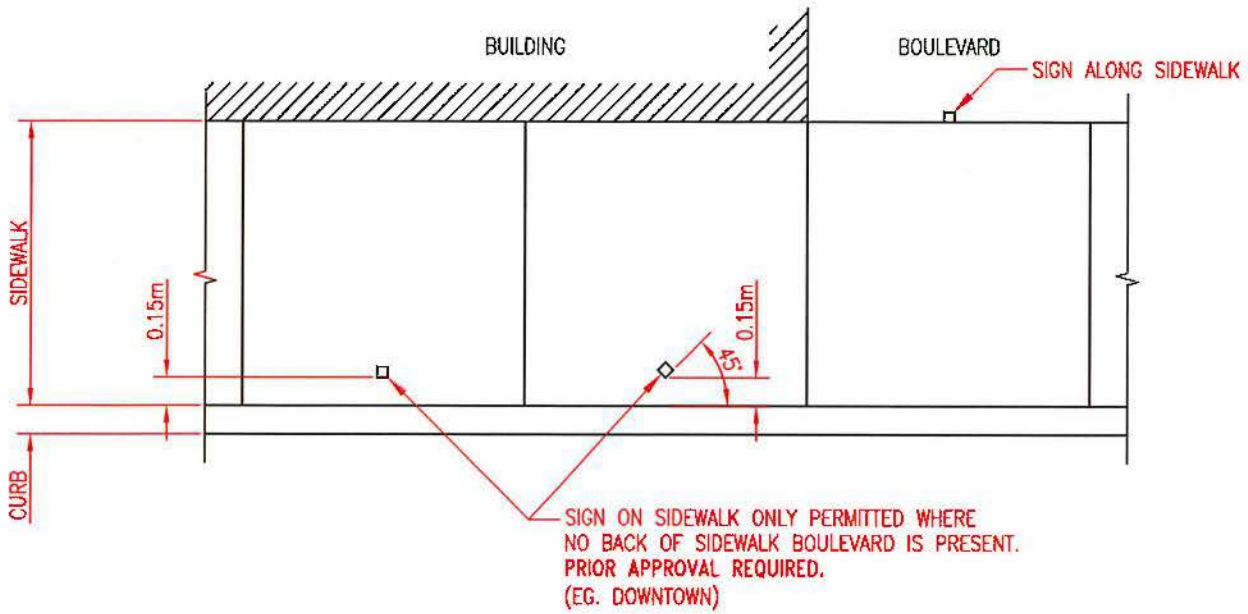 BUILDING
BOULEVARD
SIGN ALONG SIDEWALK
SIDEWALK
0.15m
0.15m
45°
CURB
SIGN ON SIDEWALK ONLY PERMITTED WHERE
NO BACK OF SIDEWALK BOULEVARD IS PRESENT.
PRIOR APPROVAL REQUIRED.
(EG. DOWNTOWN)